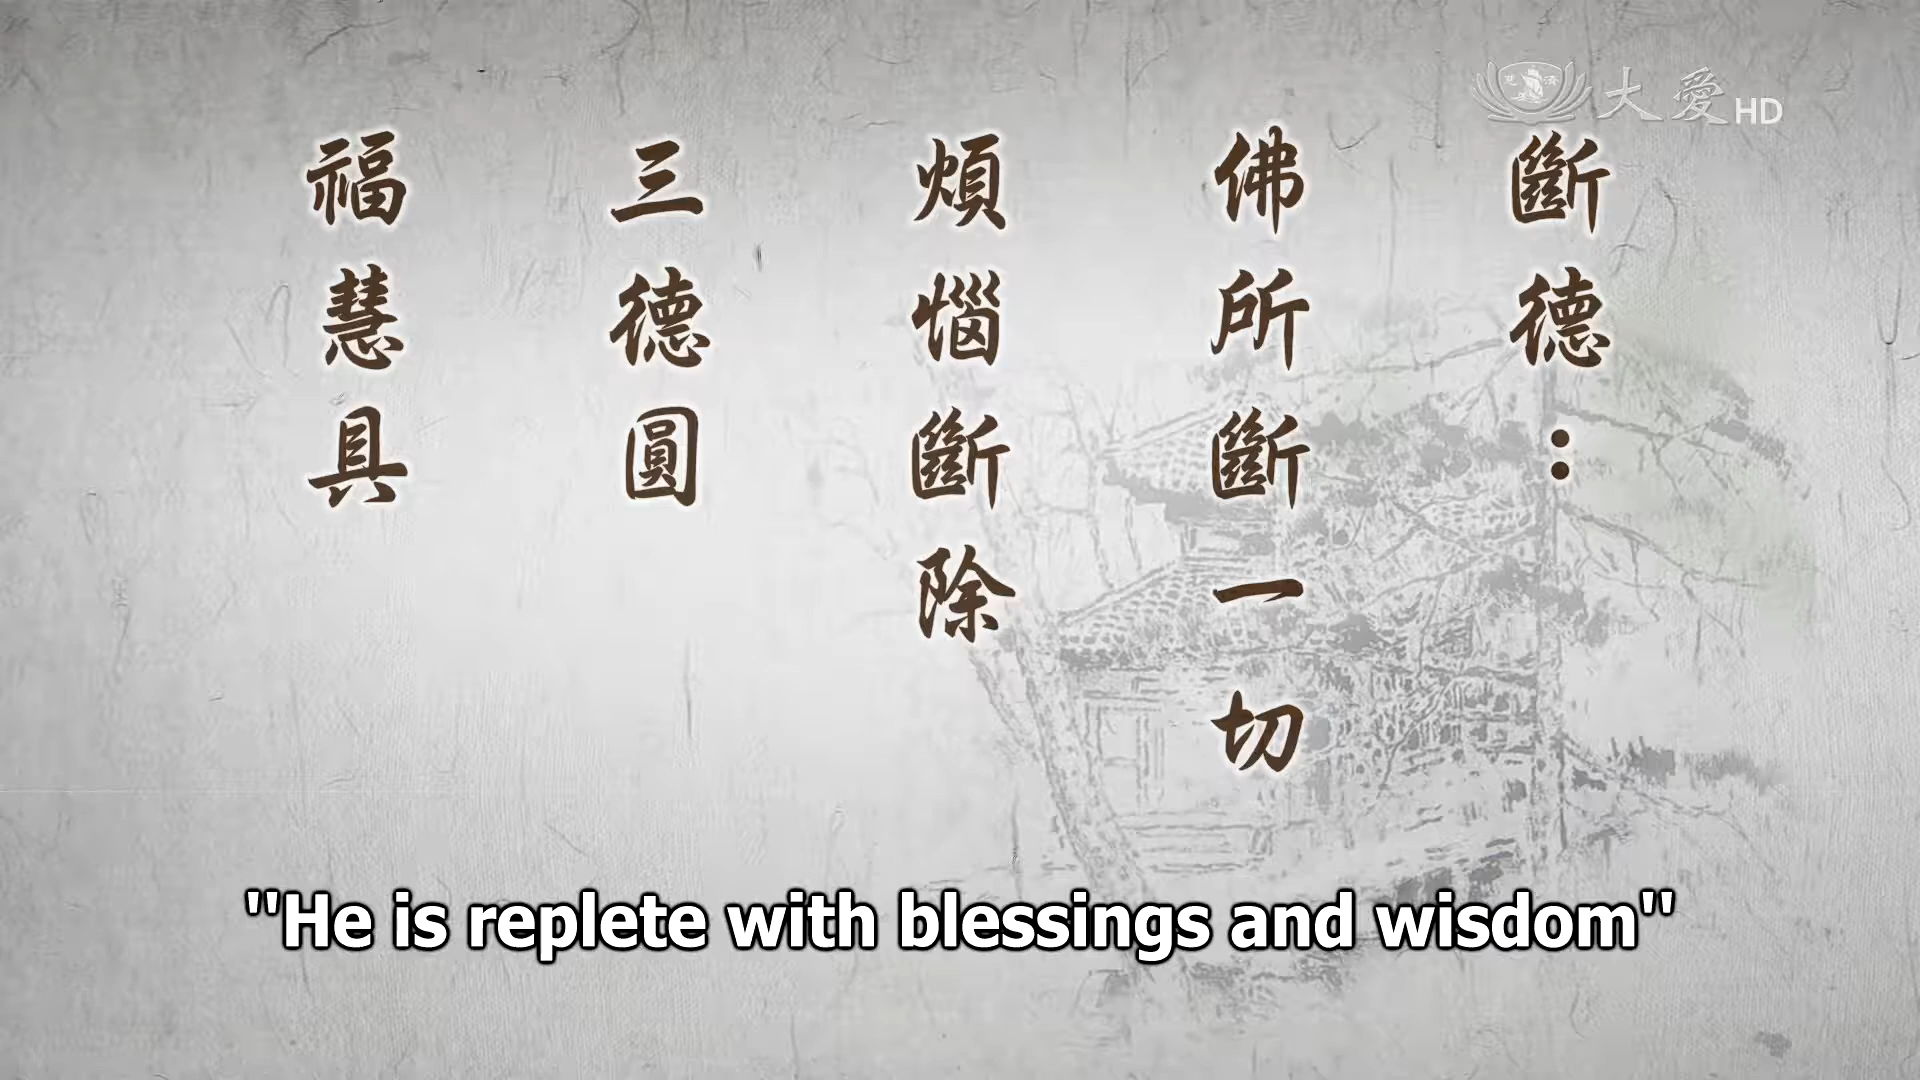 大愛HD
斷德：
佛所斷一切
煩惱斷除
三德圓
福慧具
"He is replete with blessings and wisdom"